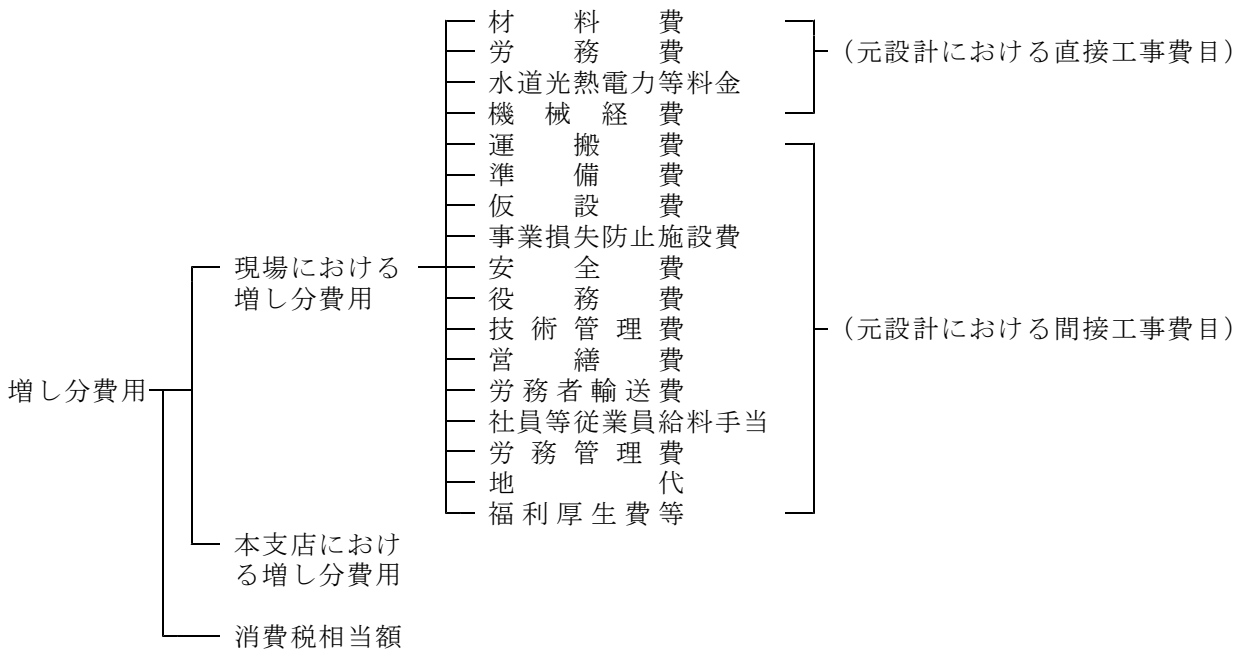 材料費
労務費
（元設計における直接工事費目）
水道光熱電力等料金
機械経費
運搬費
準備費
仮設費
事業損失防止施設費
現場における
増し分費用
安全費
役務費
技術管理費
（元設計における間接工事費目）
営繕費
増し分費用
労務者輸送費
社員等従業員給料手当
労務管理費
地代
福利厚生費等
本支店におけ
る増し分費用
消費税相当額